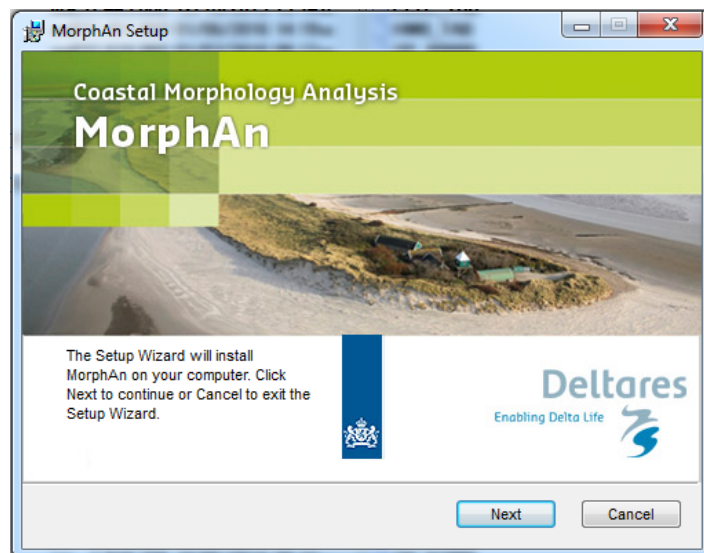 MorphAn Setup
Coastal Morphology Analysis
MorphAn
The Setup Wizard will install
MorphAn on your computer. Click
Next to continue or Cancel to exit the
Setup Wizard.
Deltares
Enabling Delta Life
Next
Cancel